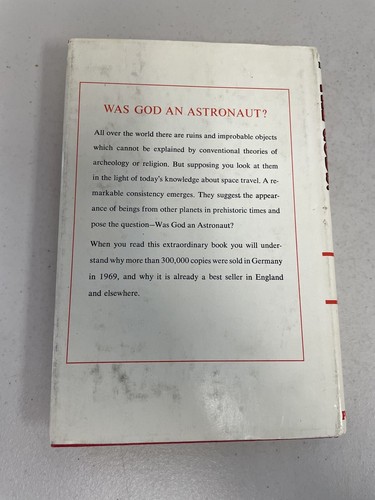 WAS GOD AN ASTRONAUT?
All over the world there are ruins and improbable objects
which cannot be explained by conventional theories of
archeology or religion. But supposing you look at them
in the light of today's knowledge about space travel. A re-
markable consistency emerges. They suggest the appear-
ance of beings from other planets in prehistoric times and
pose the question—Was God an Astronaut?
When you read this extraordinary book you will under-
stand why more than 300,000 copies were sold in Germany
in 1969, and why it is already a best seller in England
and elsewhere.